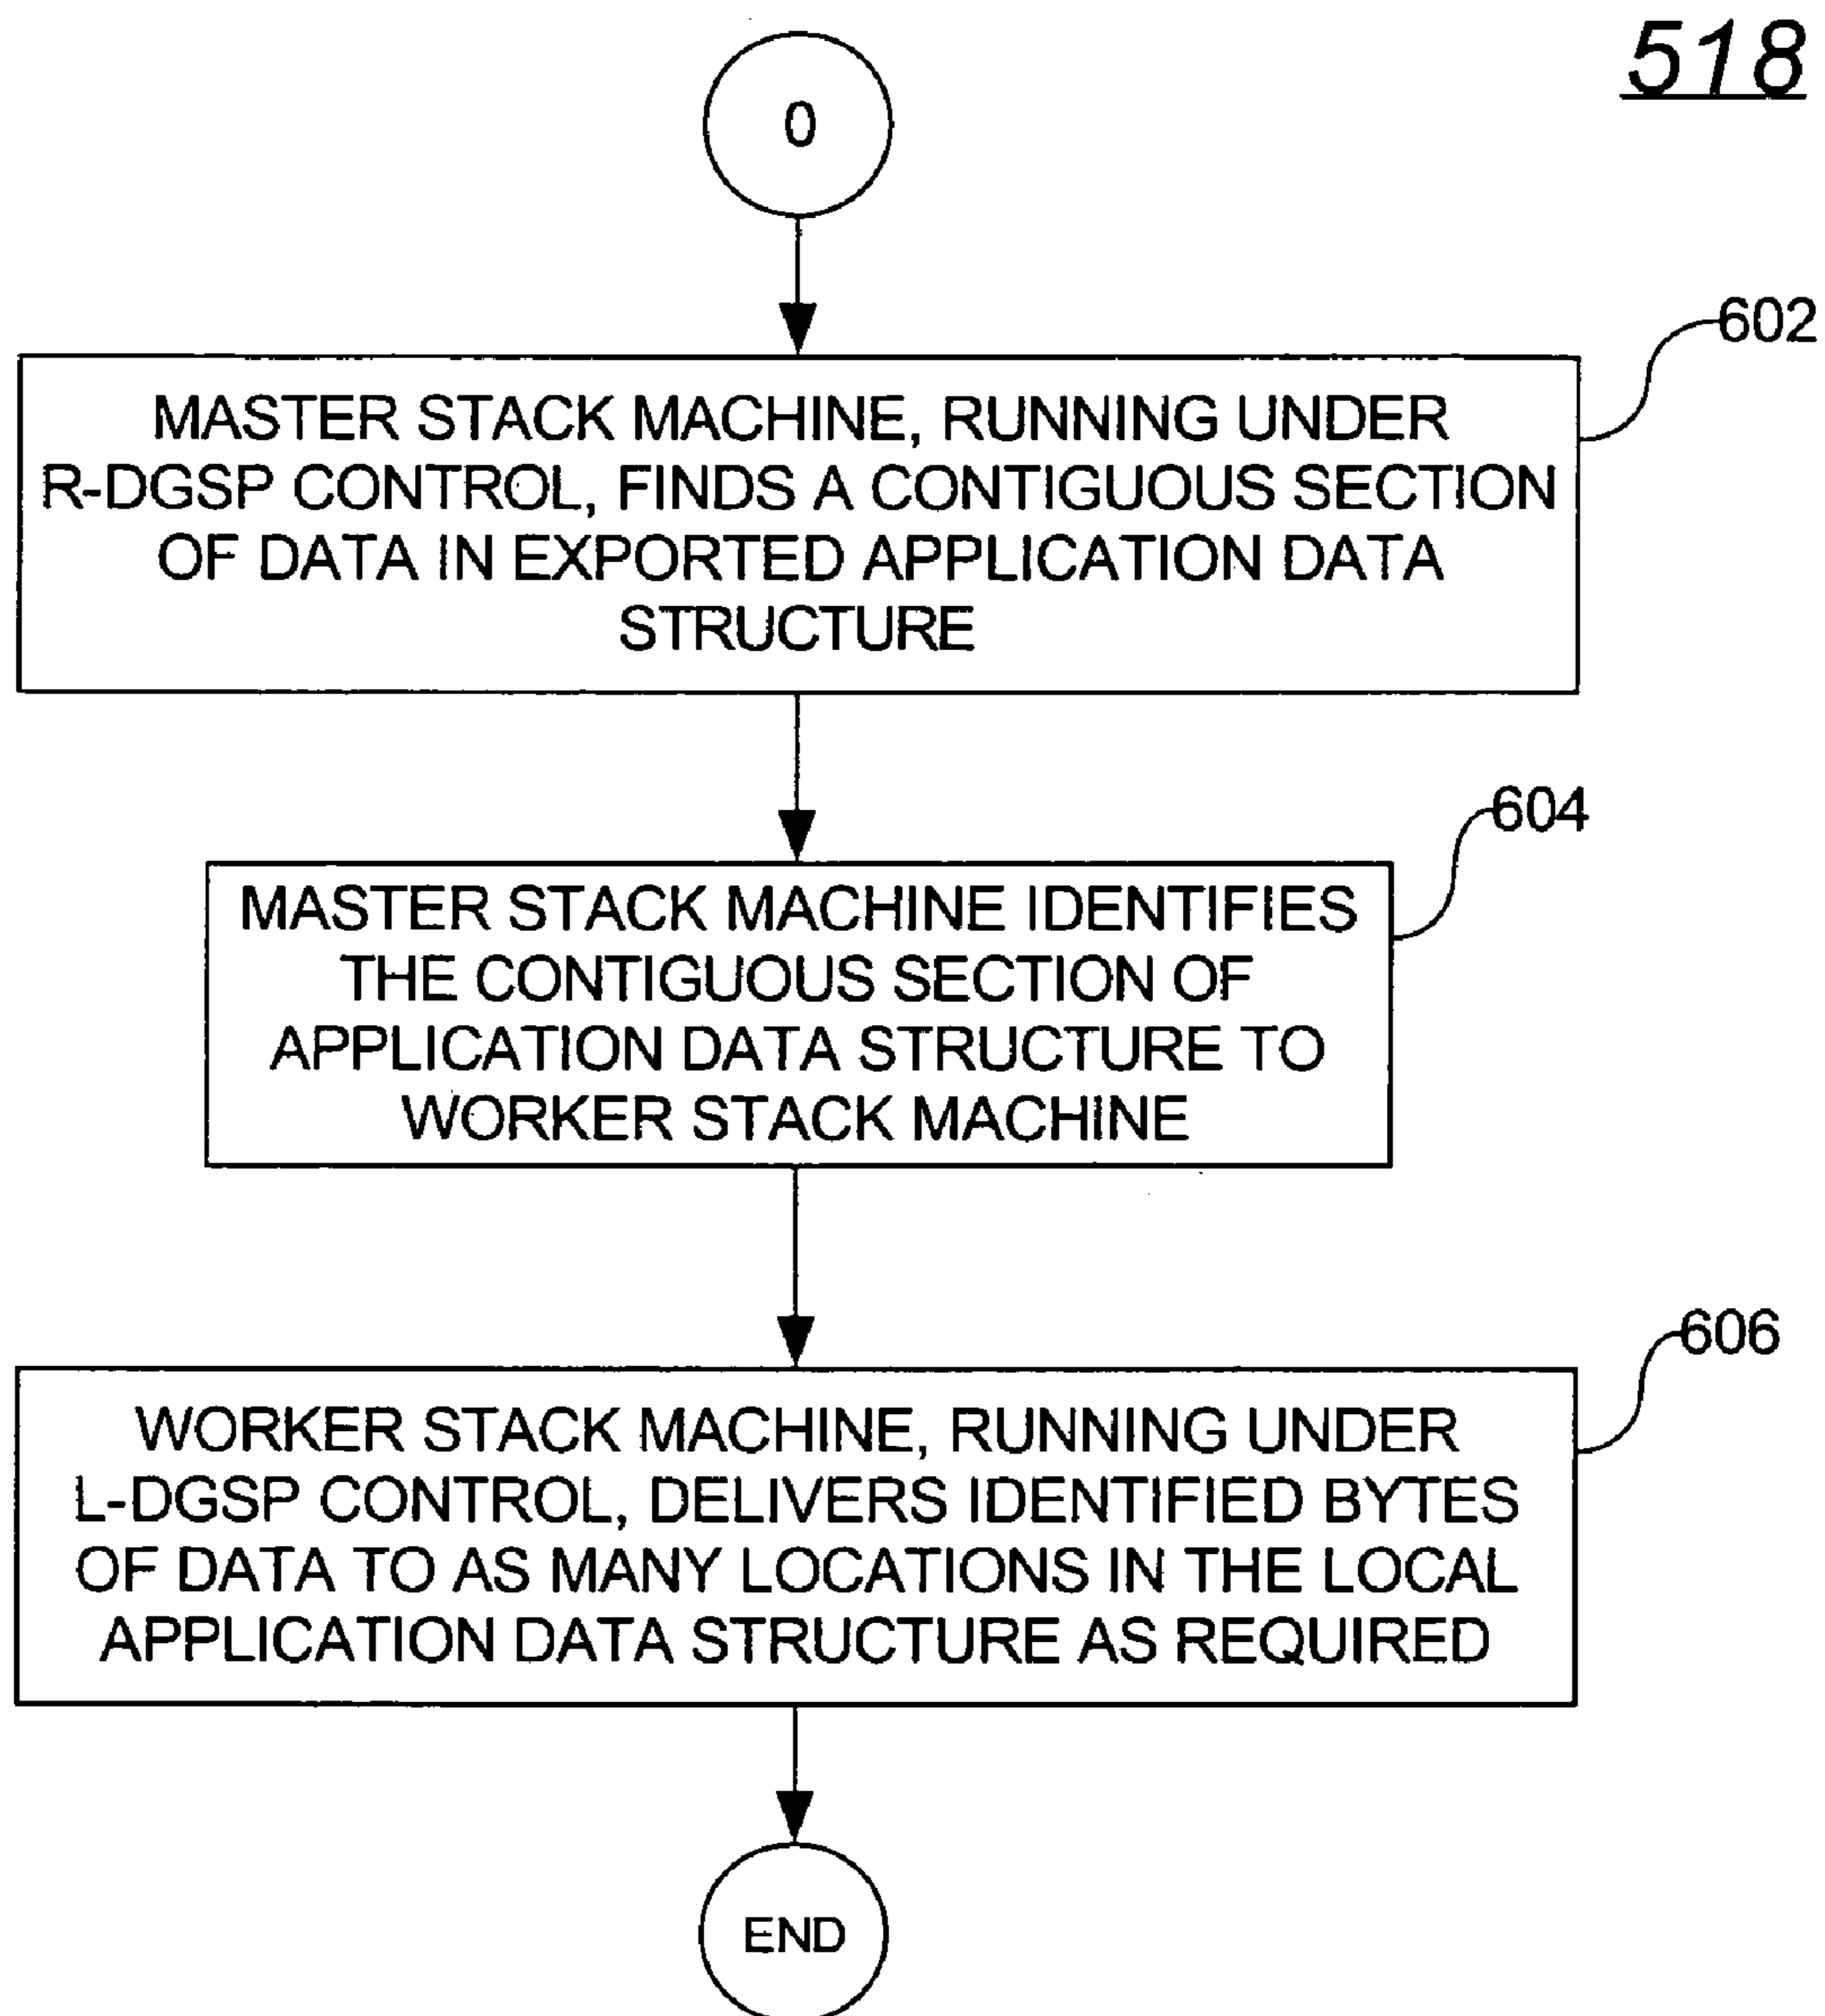 518
0
602
MASTER STACK MACHINE, RUNNING UNDER
R-DGSP CONTROL, FINDS A CONTIGUOUS SECTION
OF DATA IN EXPORTED APPLICATION DATA
STRUCTURE
604
MASTER STACK MACHINE IDENTIFIES
THE CONTIGUOUS SECTION OF
APPLICATION DATA STRUCTURE TO
WORKER STACK MACHINE
606
WORKER STACK MACHINE, RUNNING UNDER
L-DGSP CONTROL, DELIVERS IDENTIFIED BYTES
OF DATA TO AS MANY LOCATIONS IN THE LOCAL
APPLICATION DATA STRUCTURE AS REQUIRED
END